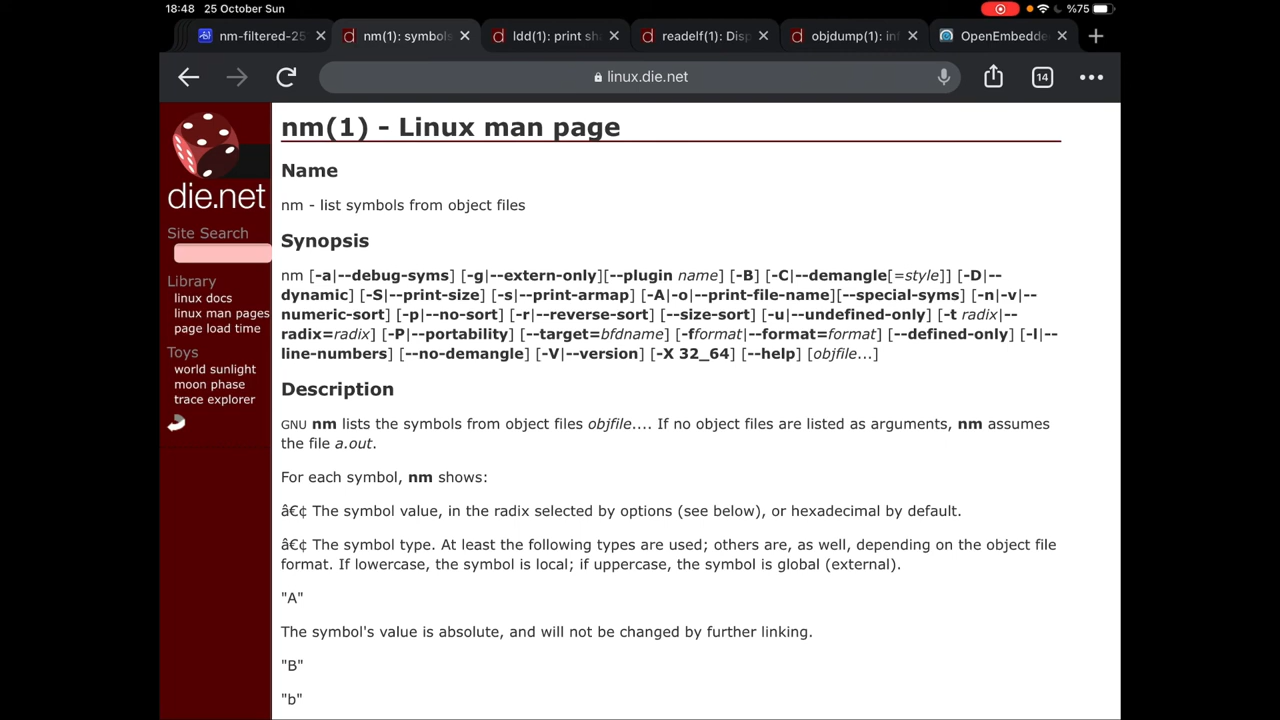 18:48 25 October Sun %75
nm-filtered-25 nm(1): symbols ldd(1): print sha readelf(1): Disp objdump(1): inf OpenEmbedde
linux.die.net 14
die.net
Site Search
Library
linux docs
linux man pages
page load time
Toys
world sunlight
moon phase
trace explorer
nm(1) - Linux man page
Name
nm - list symbols from object files
Synopsis
nm [-a|--debug-syms] [-g|--extern-only][--plugin name] [-B] [-C|--demangle[=style]] [-D|--
dynamic] [-S|--print-size] [-s|--print-armap] [-A|-o|--print-file-name][--special-syms] [-n|-v|--
numeric-sort] [-p|--no-sort] [-r|--reverse-sort] [--size-sort] [-u|--undefined-only] [-t radix|--
radix=radix] [-P|--portability] [--target=bfdname] [-fformat|--format=format] [--defined-only] [-l|--
line-numbers] [--no-demangle] [-V|--version] [-X 32_64] [--help] [objfile...]
Description
GNU nm lists the symbols from object files objfile.... If no object files are listed as arguments, nm assumes
the file a.out.
For each symbol, nm shows:
â€¢ The symbol value, in the radix selected by options (see below), or hexadecimal by default.
â€¢ The symbol type. At least the following types are used; others are, as well, depending on the object file
format. If lowercase, the symbol is local; if uppercase, the symbol is global (external).
"A"
The symbol's value is absolute, and will not be changed by further linking.
"B"
"b"